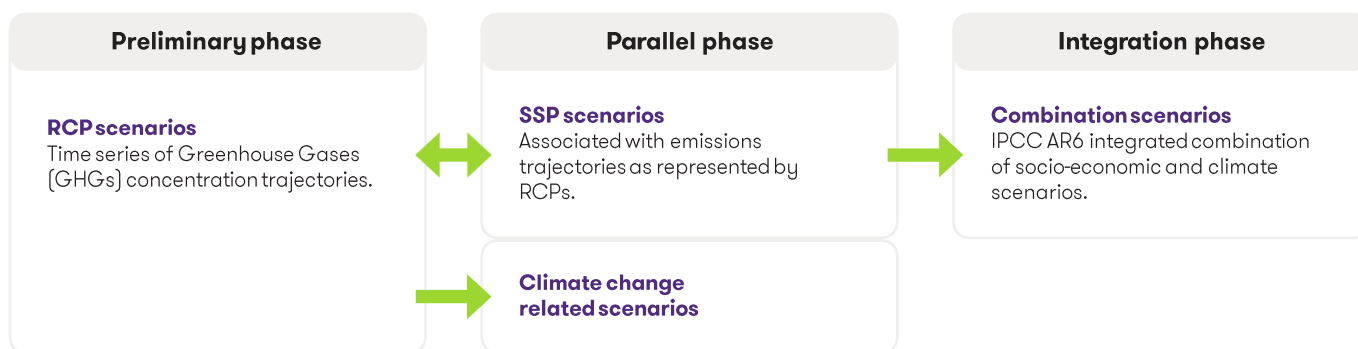 Preliminary phase
RCP scenarios
Time series of Greenhouse Gases
(GHGs) concentration trajectories.
Parallel phase
SSP scenarios
Associated with emissions
trajectories as represented by
RCPs.
Climate change
related scenarios
Integration phase
Combination scenarios
IPCC AR6 integrated combination
of socio-economic and climate
scenarios.